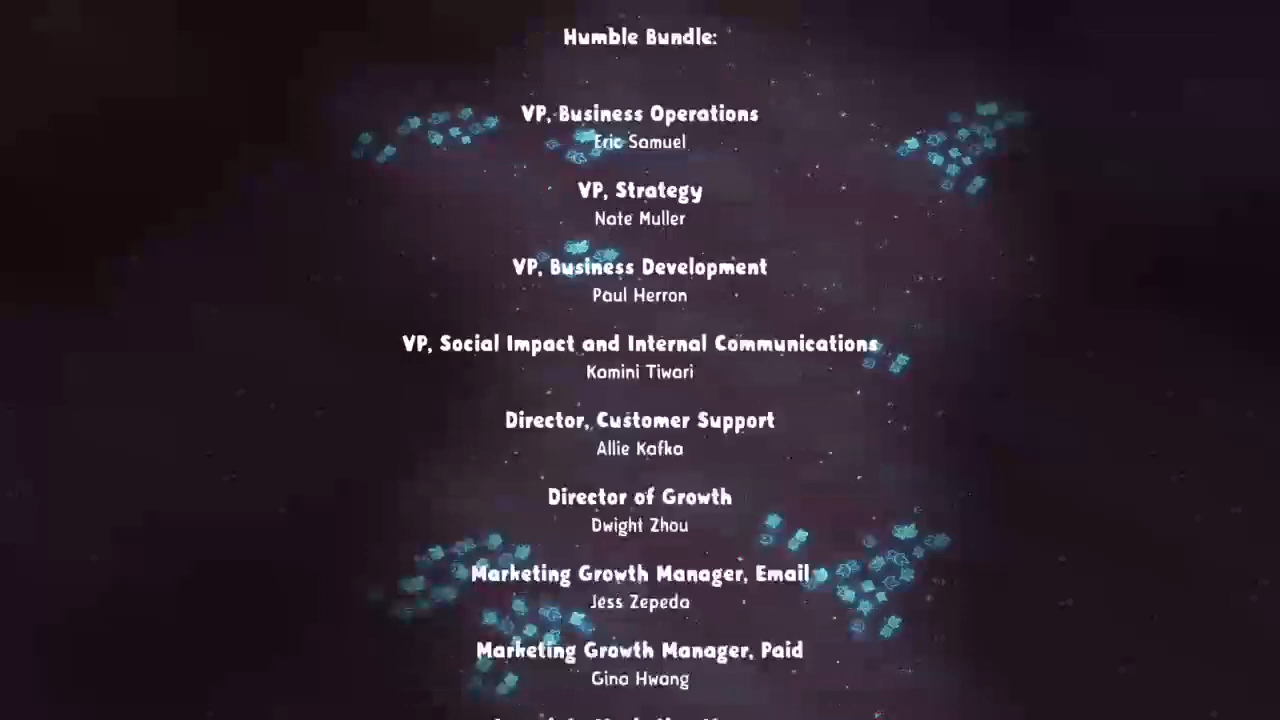 Humble Bundle:
VP, Business Operations
Eric Samuel
VP, Strategy
Nate Muller
VP, Business Development
Paul Herron
VP, Social Impact and Internal Communications
Kamini Tiwari
Director, Customer Support
Allie Kafka
Director of Growth
Dwight Zhou
Marketing Growth Manager, Email
Jess Zepeda
Marketing Growth Manager, Paid
Gina Hwang